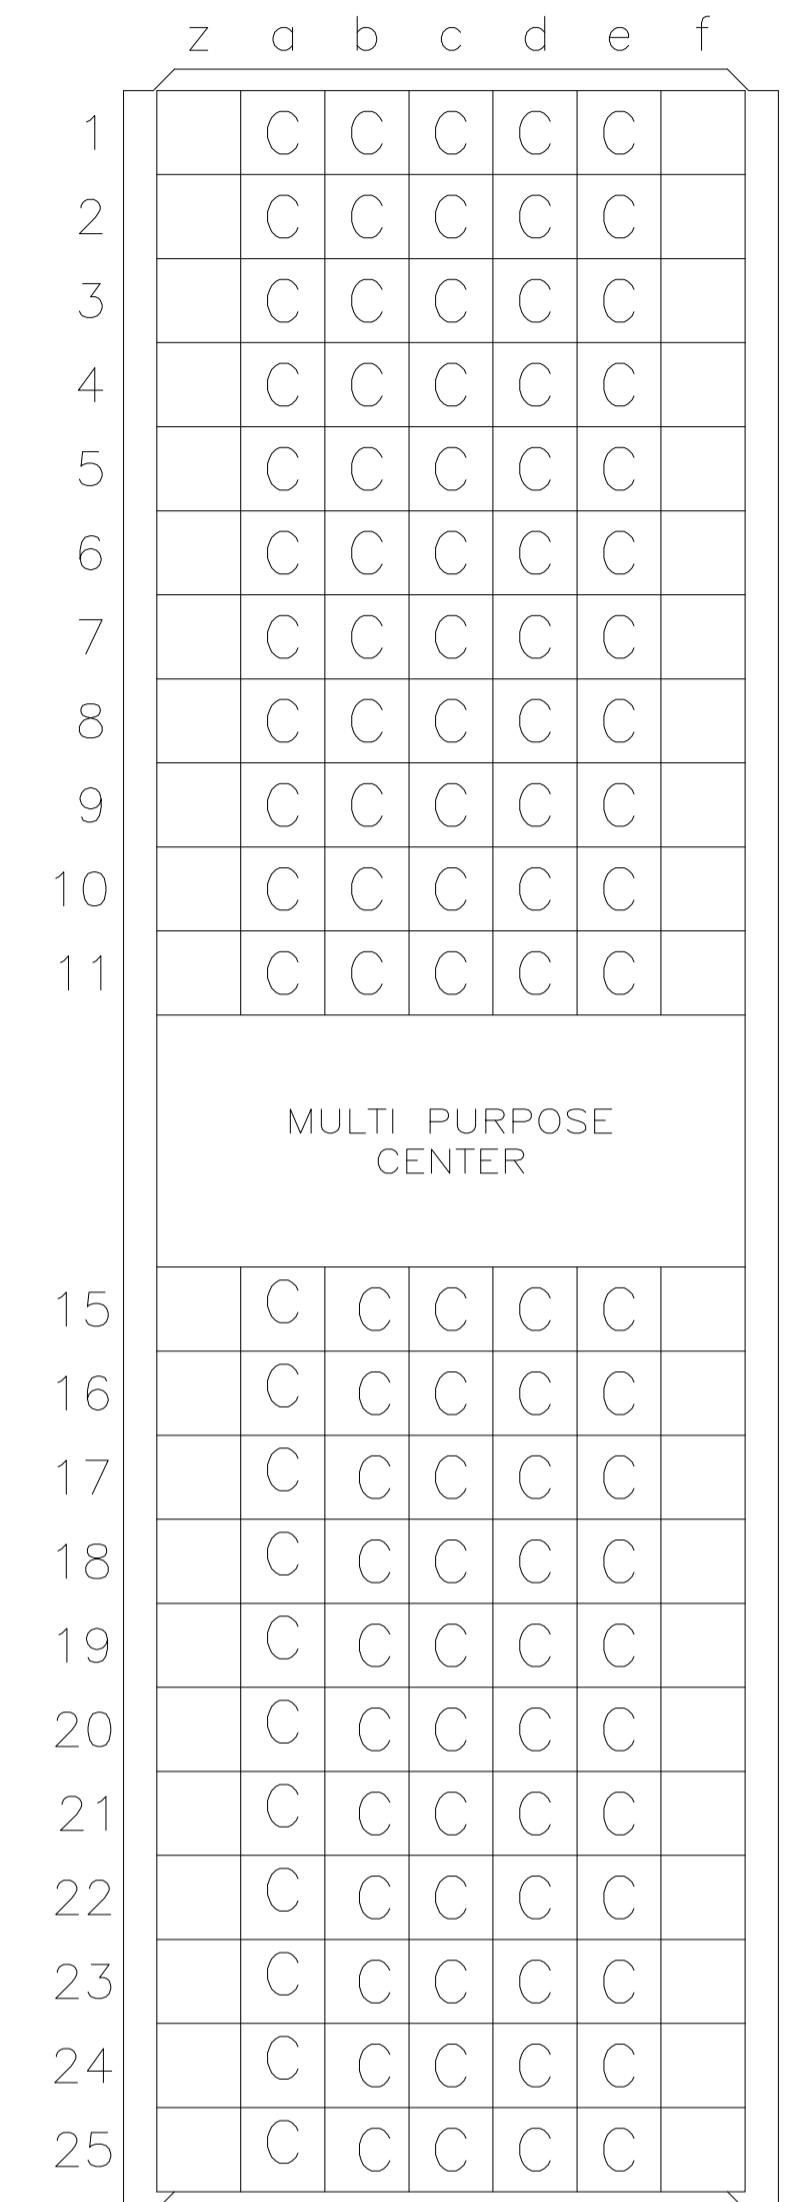 z a b c d e f
1 C C C C C
2 C C C C C
3 C C C C C
4 C C C C C
5 C C C C C
6 C C C C C
7 C C C C C
8 C C C C C
9 C C C C C
10 C C C C C
11 C C C C C
MULTI PURPOSE
CENTER
15 C C C C C
16 C C C C C
17 C C C C C
18 C C C C C
19 C C C C C
20 C C C C C
21 C C C C C
22 C C C C C
23 C C C C C
24 C C C C C
25 C C C C C